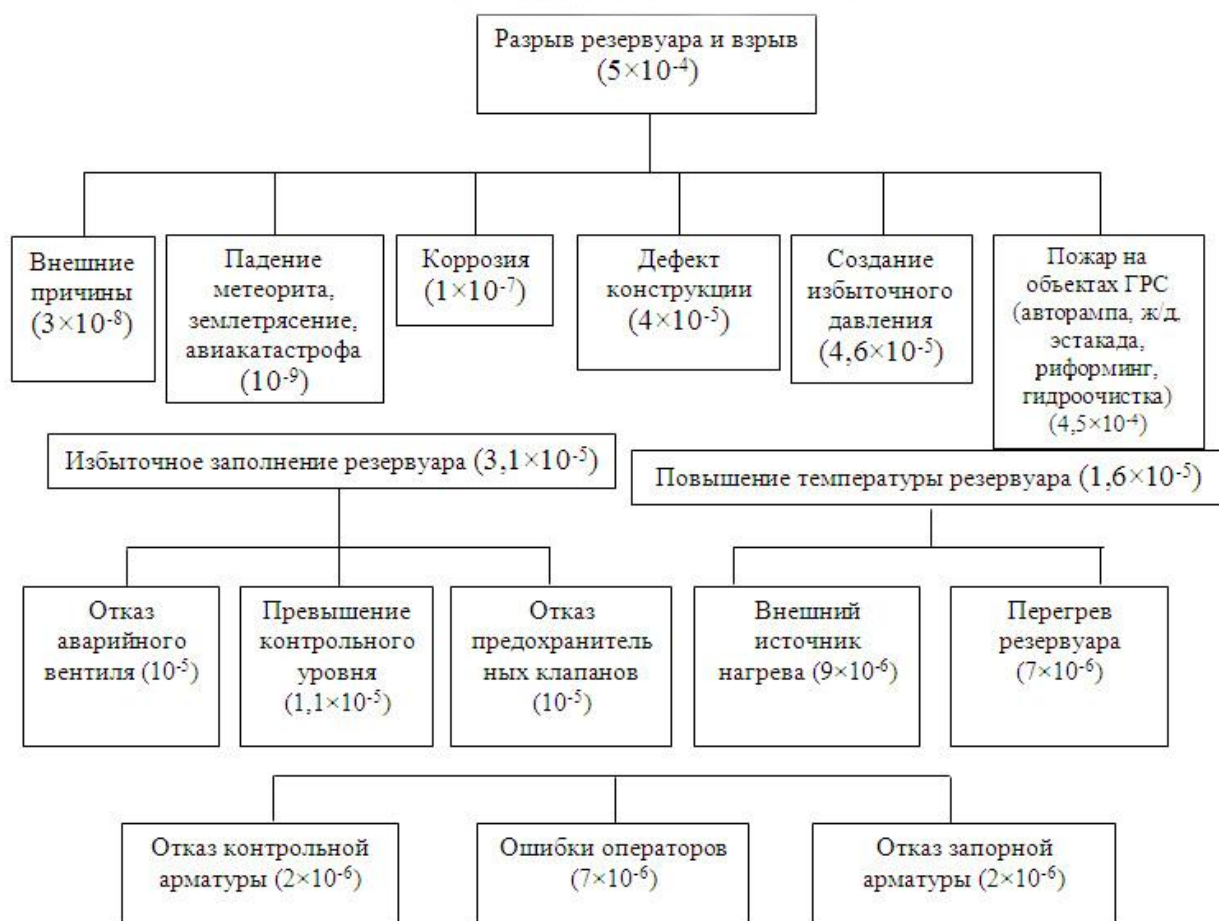 Разрыв резервуара и взрыв
(5×10⁻⁴)
Внешние
причины
(3×10⁻⁸)
Падение
метеорита,
землетрясение,
авиакатастрофа
(10⁻⁹)
Коррозия
(1×10⁻⁷)
Дефект
конструкции
(4×10⁻⁵)
Создание
избыточного
давления
(4,6×10⁻⁵)
Пожар на
объектах ГРС
(авторампа, ж/д,
эстакада,
риформинг,
гидроочистка)
(4,5×10⁻⁴)
Избыточное заполнение резервуара (3,1×10⁻⁵)
Повышение температуры резервуара (1,6×10⁻⁵)
Отказ
аварийного
вентиля (10⁻⁵)
Превышение
контрольного
уровня
(1,1×10⁻⁵)
Отказ
предохранитель
ных клапанов
(10⁻⁵)
Внешний
источник
нагрева (9×10⁻⁶)
Перегрев
резервуара
(7×10⁻⁶)
Отказ контрольной
арматуры (2×10⁻⁶)
Ошибки операторов
(7×10⁻⁶)
Отказ запорной
арматуры (2×10⁻⁶)